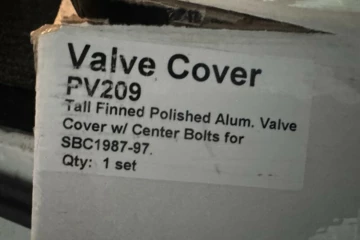 Valve Cover
PV209
Tall Finned Polished Alum. Valve
Cover w/ Center Bolts for
SBC1987-97.
Qty: 1 set